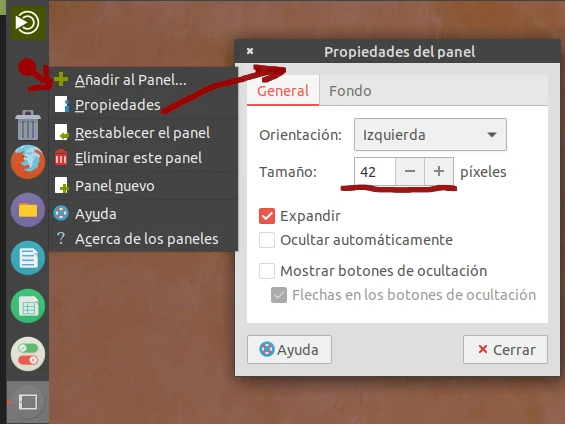 Añadir al Panel...
Propiedades
Restablecer el panel
Eliminar este panel
Panel nuevo
Ayuda
Acerca de los paneles
Propiedades del panel
General Fondo
Orientación: Izquierda
Tamaño: 42 − + píxeles
Expandir
Ocultar automáticamente
Mostrar botones de ocultación
Flechas en los botones de ocultación
Ayuda Cerrar